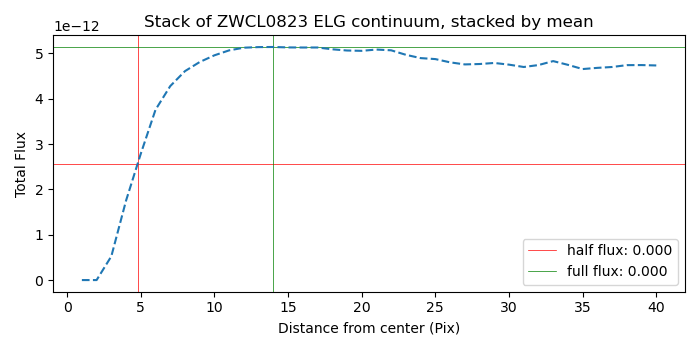 Stack of ZWCL0823 ELG continuum, stacked by mean
1e−12
5
4
3
2
1
0
Total Flux
half flux: 0.000
full flux: 0.000
0 5 10 15 20 25 30 35 40
Distance from center (Pix)